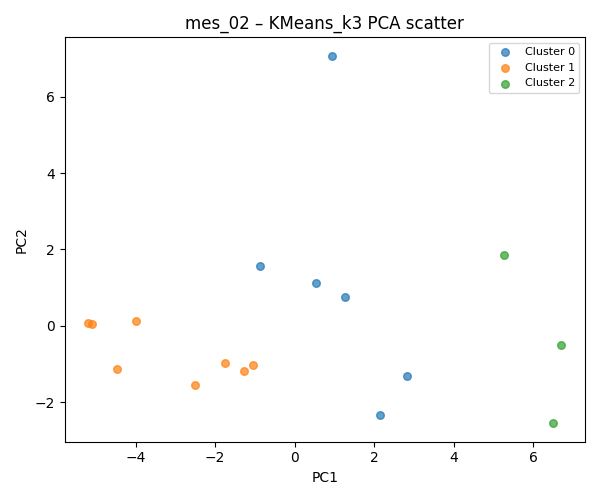 mes_02 – KMeans_k3 PCA scatter
Cluster 0
Cluster 1
Cluster 2
PC2
6
4
2
0
−2
−4
−2
0
2
4
6
PC1